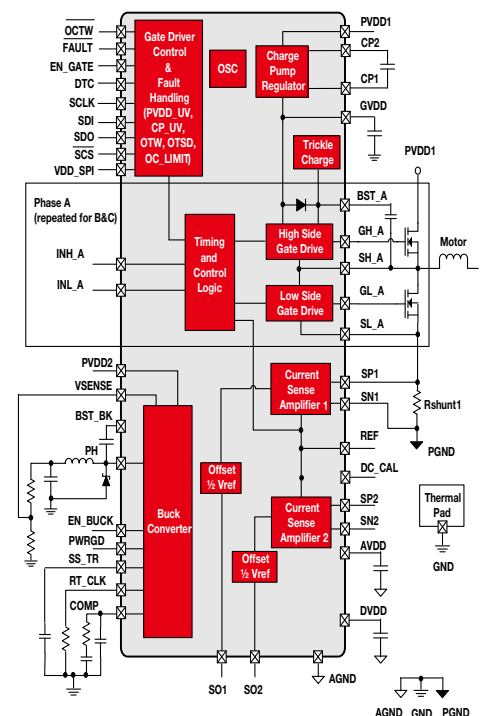 OCTW
FAULT
EN_GATE
DTC
SCLK
SDI
SDO
SCS
VDD_SPI
Gate Driver
Control
&
Fault
Handling
(PVDD_UV,
CP_UV,
OTW, OTSD,
OC_LIMIT)
OSC
Charge
Pump
Regulator
Trickle
Charge
PVDD1
CP2
CP1
GVDD
PVDD1
Phase A
(repeated for B&C)
INH_A
INL_A
Timing
and
Control
Logic
High Side
Gate Drive
Low Side
Gate Drive
BST_A
GH_A
SH_A
GL_A
SL_A
Motor
PVDD2
VSENSE
BST_BK
PH
EN_BUCK
PWRGD
SS_TR
RT_CLK
COMP
Buck
Converter
Offset
½ Vref
Offset
½ Vref
Current
Sense
Amplifier 1
Current
Sense
Amplifier 2
SP1
SN1
Rshunt1
PGND
REF
DC_CAL
SP2
SN2
AVDD
DVDD
Thermal
Pad
GND
SO1
SO2
AGND
AGND
GND
PGND